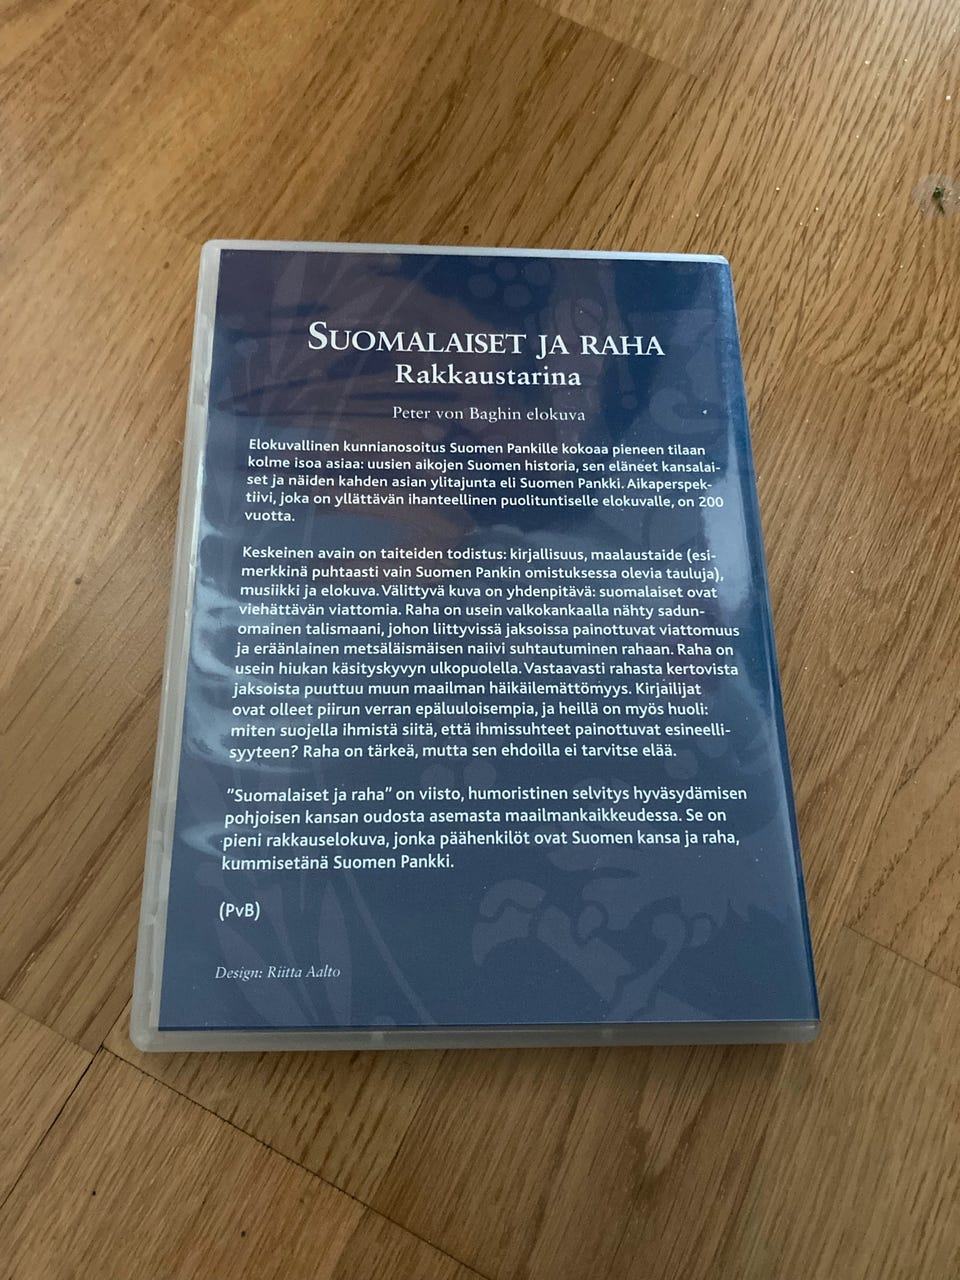 SUOMALAISET JA RAHA
Rakkaustarina
Peter von Baghin elokuva
Elokuvallinen kunnianosoitus Suomen Pankille kokoaa pieneen tilaan
kolme isoa asiaa: uusien aikojen Suomen historia, sen eläneet kansalai-
set ja näiden kahden asian ylitajunta eli Suomen Pankki. Aikaperspek-
tiivi, joka on yllättävän ihanteellinen puolituntiselle elokuvalle, on 200
vuotta.
Keskeinen avain on taiteiden todistus: kirjallisuus, maalaustaide (esi-
merkkinä puhtaasti vain Suomen Pankin omistuksessa olevia tauluja),
musiikki ja elokuva. Välittyvä kuva on yhdenpitävä: suomalaiset ovat
viehättävän viattomia. Raha on usein valkokankaalla nähty sadun-
omainen talismaani, johon liittyvissä jaksoissa painottuvat viattomuus
ja eräänlainen metsäläismäisen naiivi suhtautuminen rahaan. Raha on
usein hiukan käsityskyvyn ulkopuolella. Vastaavasti rahasta kertovista
jaksoista puuttuu muun maailman häikäilemättömyys. Kirjailijat
ovat olleet piirun verran epäluuloisempia, ja heillä on myös huoli:
miten suojella ihmistä siitä, että ihmissuhteet painottuvat esineelli-
syyteen? Raha on tärkeä, mutta sen ehdoilla ei tarvitse elää.
"Suomalaiset ja raha" on viisto, humoristinen selvitys hyväsydämisen
pohjoisen kansan oudosta asemasta maailmankaikkeudessa. Se on
pieni rakkauselokuva, jonka päähenkilöt ovat Suomen kansa ja raha,
kummisetänä Suomen Pankki.
(PvB)
Design: Riitta Aalto